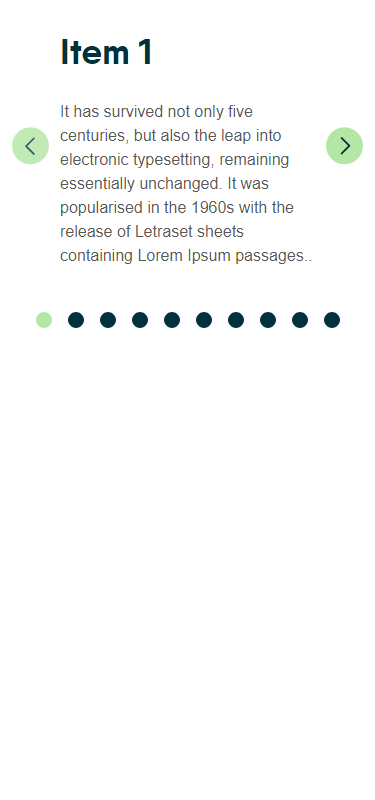 Item 1
It has survived not only five
centuries, but also the leap into
electronic typesetting, remaining
essentially unchanged. It was
popularised in the 1960s with the
release of Letraset sheets
containing Lorem Ipsum passages..